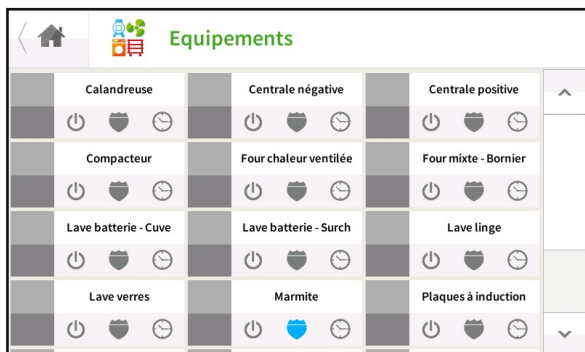 Equipements
Calandreuse
Centrale négative
Centrale positive
Compacteur
Four chaleur ventilée
Four mixte - Bornier
Lave batterie - Cuve
Lave batterie - Surch
Lave linge
Lave verres
Marmite
Plaques à induction